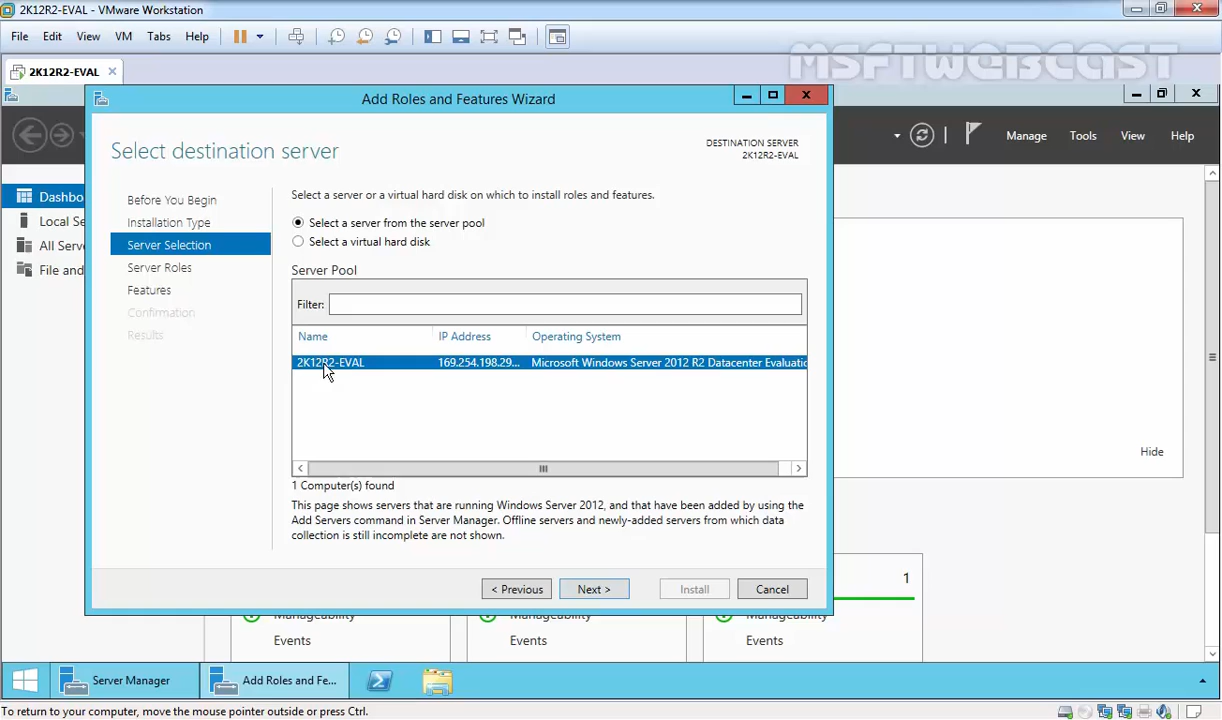 2K12R2-EVAL - VMware Workstation
File Edit View VM Tabs Help
MSFTWEBCAST
2K12R2-EVAL
Add Roles and Features Wizard
Manage Tools View Help
Select destination server
DESTINATION SERVER
2K12R2-EVAL
Before You Begin
Installation Type
Server Selection
Server Roles
Features
Confirmation
Results
Dashbo
Local Se
All Serv
File and
Select a server or a virtual hard disk on which to install roles and features.
Select a server from the server pool
Select a virtual hard disk
Server Pool
Filter:
Name IP Address Operating System
2K12R2-EVAL 169.254.198.29... Microsoft Windows Server 2012 R2 Datacenter Evaluatio
1 Computer(s) found
This page shows servers that are running Windows Server 2012, and that have been added by using the
Add Servers command in Server Manager. Offline servers and newly-added servers from which data
collection is still incomplete are not shown.
< Previous Next > Install Cancel
Hide
1
Manageability Manageability Manageability
Events Events Events
Server Manager Add Roles and Fe...
To return to your computer, move the mouse pointer outside or press Ctrl.